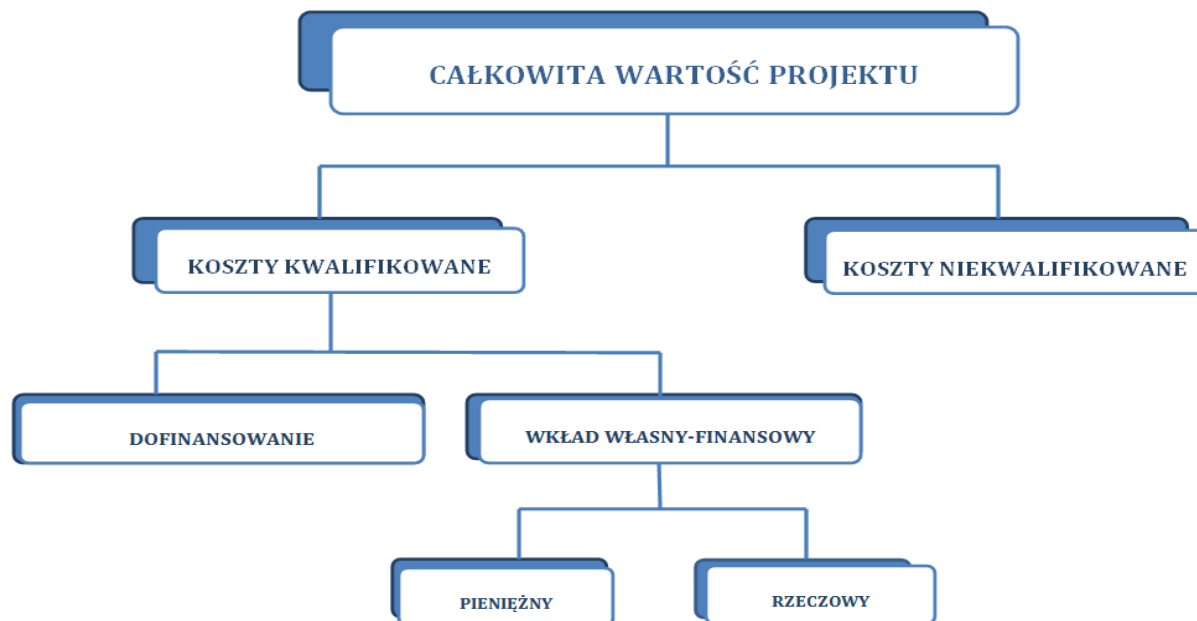 CAŁKOWITA WARTOŚĆ PROJEKTU
KOSZTY KWALIFIKOWANE
KOSZTY NIEKWALIFIKOWANE
DOFINANSOWANIE
WKŁAD WŁASNY-FINANSOWY
PIENIĘŻNY
RZECZOWY